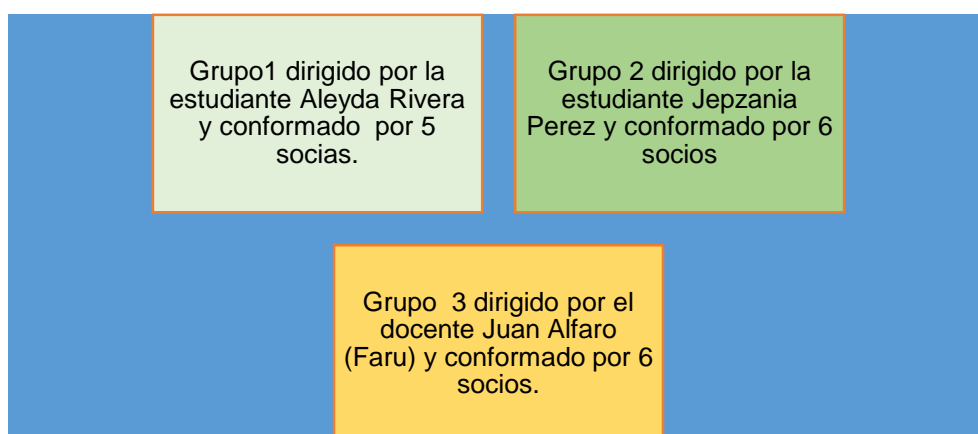 Grupo1 dirigido por la
estudiante Aleyda Rivera
y conformado por 5
socias.
Grupo 2 dirigido por la
estudiante Jepzania
Perez y conformado por 6
socios
Grupo 3 dirigido por el
docente Juan Alfaro
(Faru) y conformado por 6
socios.